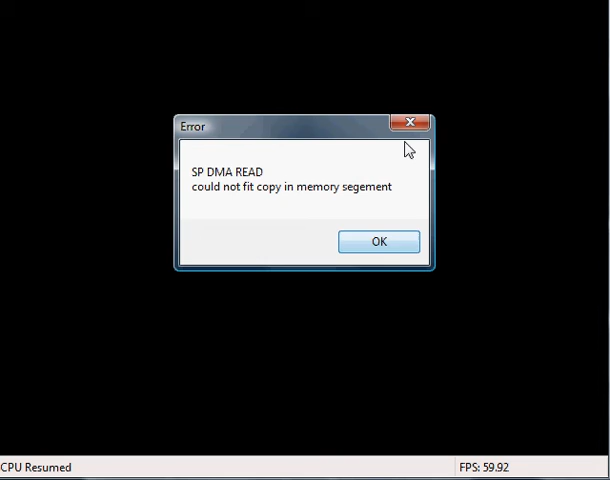 Error
SP DMA READ
could not fit copy in memory segement
OK
CPU Resumed
FPS: 59.92